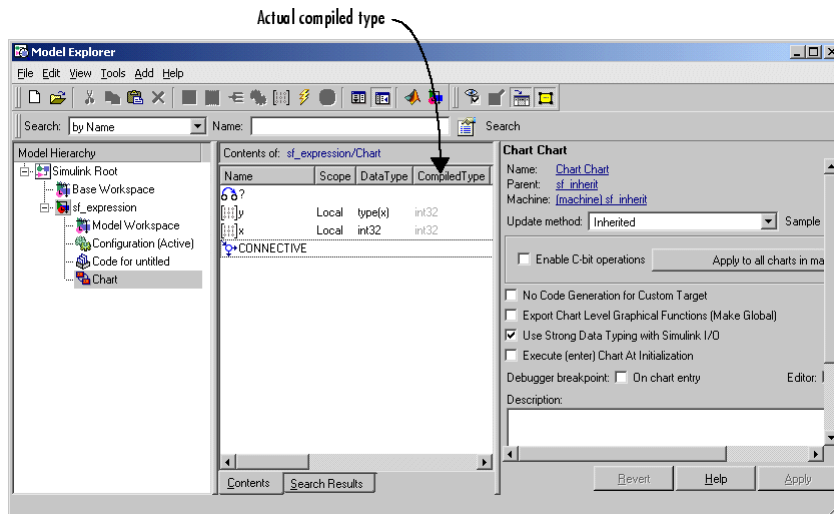 Actual compiled type
Model Explorer
File Edit View Tools Add Help
Search: by Name Name: Search
Model Hierarchy
Simulink Root
Base Workspace
sf_expression
Model Workspace
Configuration (Active)
Code for untitled
Chart
Contents of: sf_expression/Chart
Name Scope DataType CompiledType
?
y Local type(x) int32
x Local int32 int32
CONNECTIVE
Contents Search Results
Chart Chart
Name: Chart Chart
Parent: sf_inherit
Machine: (machine) sf_inherit
Update method: Inherited Sample
Enable C-bit operations Apply to all charts in ma
No Code Generation for Custom Target
Export Chart Level Graphical Functions (Make Global)
Use Strong Data Typing with Simulink I/O
Execute (enter) Chart At Initialization
Debugger breakpoint: On chart entry Editor:
Description:
Revert Help Apply